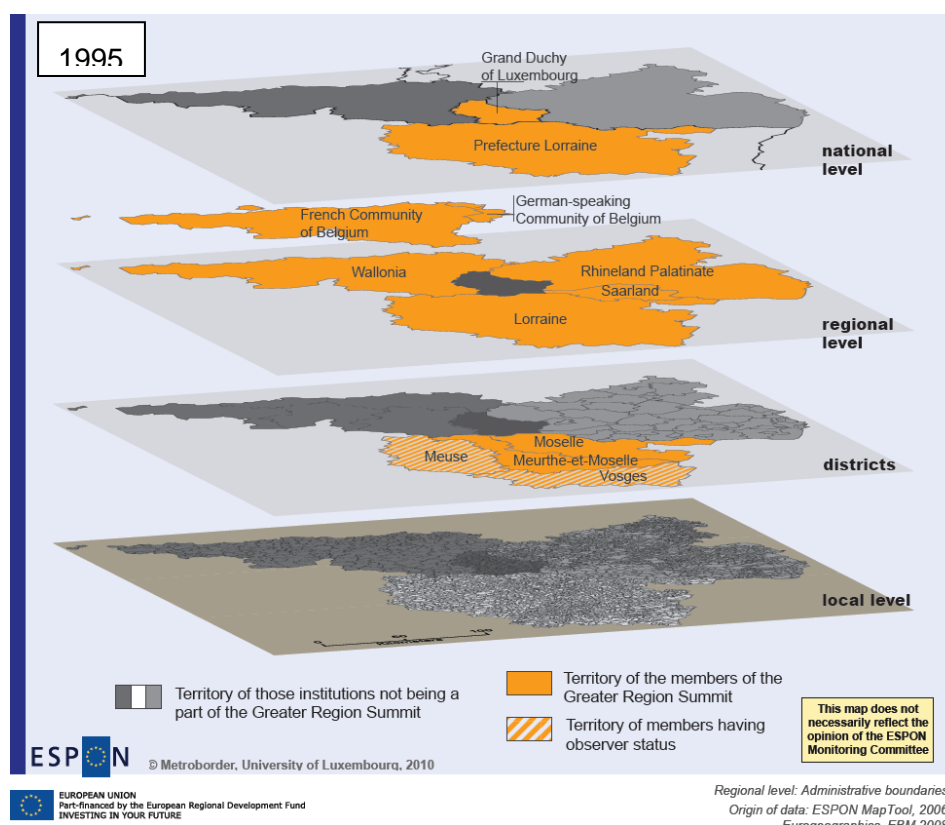 1995
Grand Duchy
of Luxembourg
Prefecture Lorraine
national
level
French Community
of Belgium
German-speaking
Community of Belgium
Wallonia
Rhineland Palatinate
Saarland
Lorraine
regional
level
Moselle
Meuse
Meurthe-et-Moselle
Vosges
districts
local level
0
100
Territory of those institutions not being a
part of the Greater Region Summit
Territory of the members of the
Greater Region Summit
Territory of members having
observer status
This map does not
necessarily reflect the
opinion of the ESPON
Monitoring Committee
ESPON
© Metroborder, University of Luxembourg, 2010
EUROPEAN UNION
Part-financed by the European Regional Development Fund
INVESTING IN YOUR FUTURE
Regional level: Administrative boundaries
Origin of data: ESPON MapTool, 2006